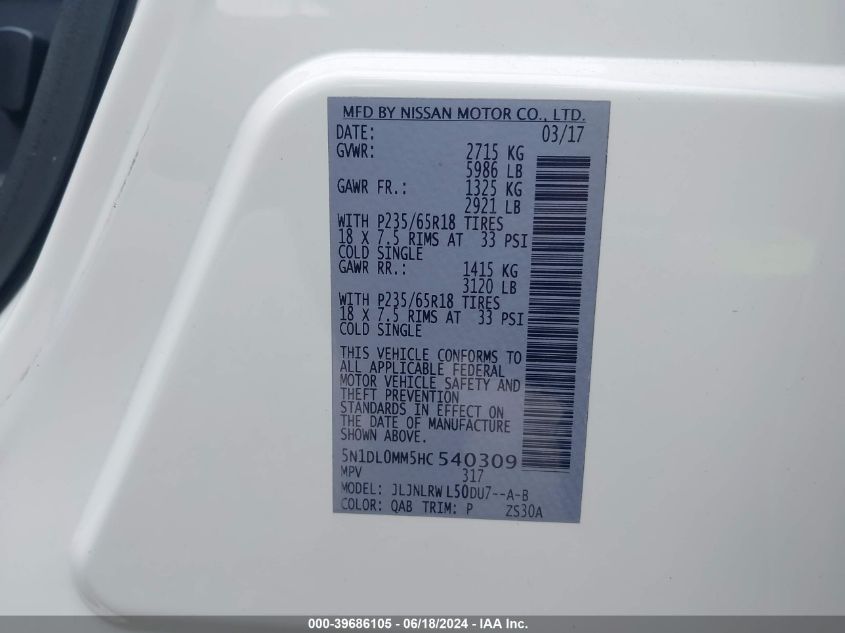 MFD BY NISSAN MOTOR CO., LTD.
DATE: 03/17
GVWR: 2715 KG
5986 LB
GAWR FR.: 1325 KG
2921 LB
WITH P235/65R18 TIRES
18 X 7.5 RIMS AT 33 PSI
COLD SINGLE
GAWR RR.: 1415 KG
3120 LB
WITH P235/65R18 TIRES
18 X 7.5 RIMS AT 33 PSI
COLD SINGLE
THIS VEHICLE CONFORMS TO
ALL APPLICABLE FEDERAL
MOTOR VEHICLE SAFETY AND
THEFT PREVENTION
STANDARDS IN EFFECT ON
THE DATE OF MANUFACTURE
SHOWN ABOVE.
5N1DL0MM5HC 540309
MPV 317
MODEL: JLJNLRW L50DU7--A-B
COLOR: QAB TRIM: P ZS30A
000-39686105 - 06/18/2024 - IAA Inc.